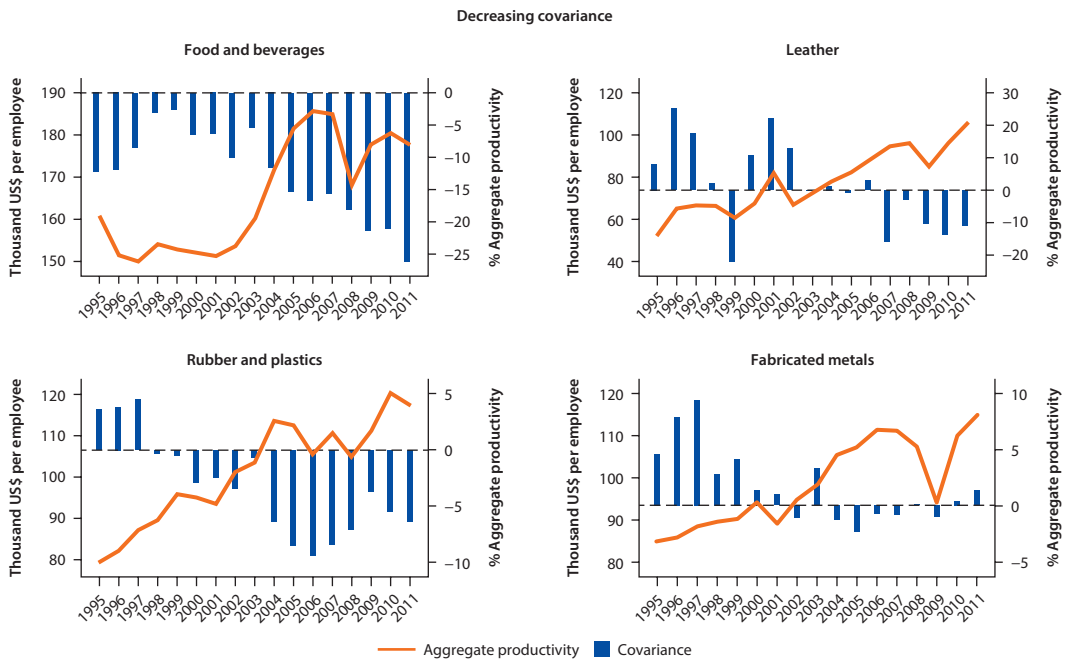 Decreasing covariance
Food and beverages
Thousand US$ per employee
190
180
170
160
150
0
−5
−10
−15
−20
−25
% Aggregate productivity
1995 1996 1997 1998 1999 2000 2001 2002 2003 2004 2005 2006 2007 2008 2009 2010 2011
Leather
Thousand US$ per employee
120
100
80
60
40
30
20
10
0
−10
−20
% Aggregate productivity
1995 1996 1997 1998 1999 2000 2001 2002 2003 2004 2005 2006 2007 2008 2009 2010 2011
Rubber and plastics
Thousand US$ per employee
120
110
100
90
80
5
0
−5
−10
% Aggregate productivity
1995 1996 1997 1998 1999 2000 2001 2002 2003 2004 2005 2006 2007 2008 2009 2010 2011
Fabricated metals
Thousand US$ per employee
120
110
100
90
80
10
5
0
−5
% Aggregate productivity
1995 1996 1997 1998 1999 2000 2001 2002 2003 2004 2005 2006 2007 2008 2009 2010 2011
Aggregate productivity Covariance